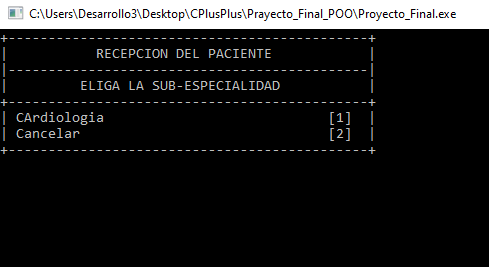 C:\Users\Desarrollo3\Desktop\CPlusPlus\Prayecto_Final_POO\Proyecto_Final.exe
RECEPCION DEL PACIENTE
ELIGA LA SUB-ESPECIALIDAD
CArdiologia [1]
Cancelar [2]